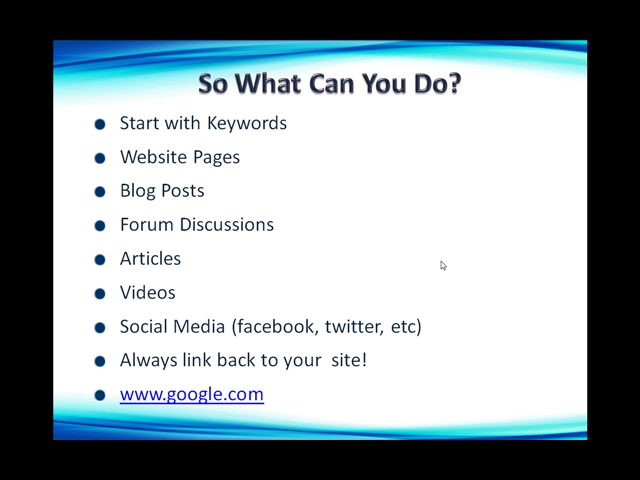 So What Can You Do?
Start with Keywords
Website Pages
Blog Posts
Forum Discussions
Articles
Videos
Social Media (facebook, twitter, etc)
Always link back to your  site!
www.google.com